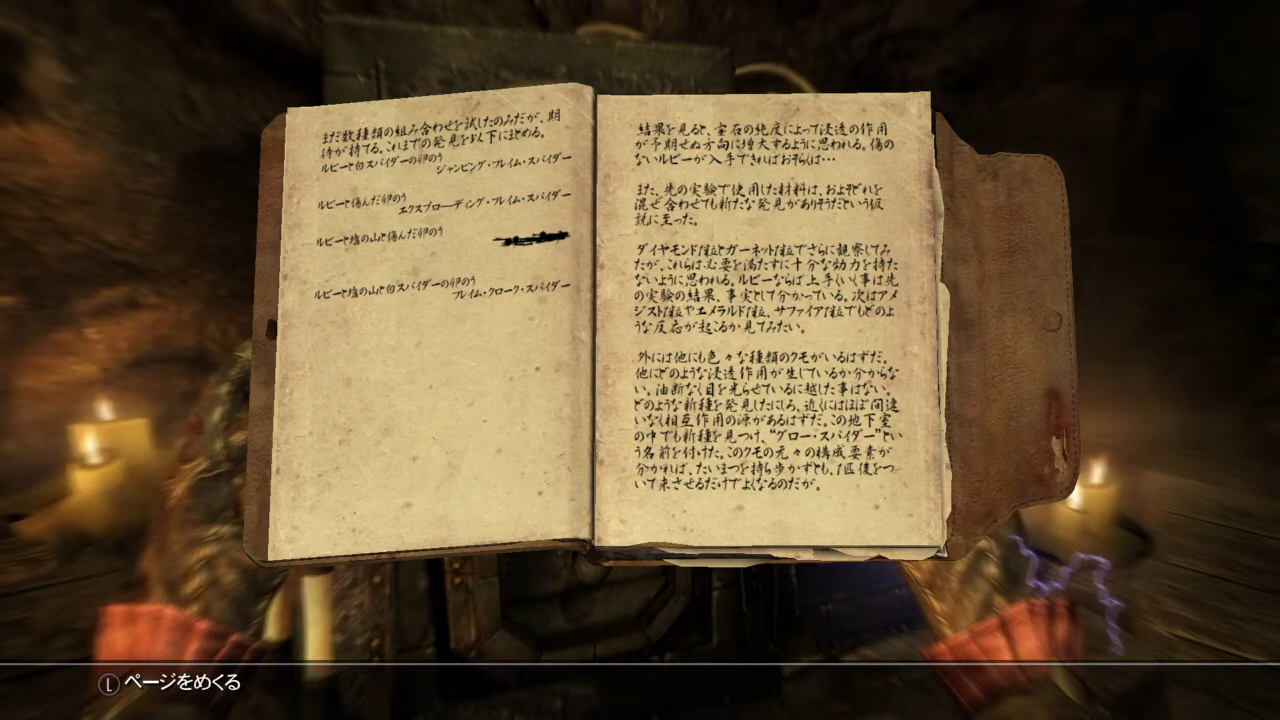 まだ数種類の組み合わせを試したのみだが、期
待が持てる。これまでの発見を以下に纏める。
ルビーと白スパイダーの卵のう
ジャンピング・フレイム・スパイダー
ルビーと傷んだ卵のう
エクスプローディング・フレイム・スパイダー
ルビーと塩の山と傷んだ卵のう
ルビーと塩の山と白スパイダーの卵のう
フレイム・クローク・スパイダー
結果を見ると、宝石の純度によって浸透の作用
が予期せぬ方向に増大するように思われる。傷の
ないルビーが入手できればおそらくは…
また、先の実験で使用した材料は、およそどれを
混ぜ合わせても新たな発見がありそうだという仮
説に至った。
ダイヤモンド1粒とガーネット1粒でさらに観察してみ
たが、これらは必要を満たすに十分な効力を持た
ないように思われる。ルビーならば上手くいく事は先
の実験の結果、事実として分かっている。次はアメ
ジスト1粒やエメラルド1粒、サファイア1粒でもどのよ
うな反応が起こるか見てみたい。
外には他にも色々な種類のクモがいるはずだ。
他にどのような浸透作用が生じているか分からな
い。油断なく目を光らせているに越した事はない。
どのような新種を発見したにしろ、近くにはほぼ間違
いなく相互作用の源があるはずだ。この地下室
の中でも新種を見つけ、“グロー・スパイダー”とい
う名前を付けた。このクモの元々の構成要素が
分かれば、たいまつを持ち歩かずとも、1匹後をつ
いて来させるだけでよくなるのだが。
Ⓛ ページをめくる